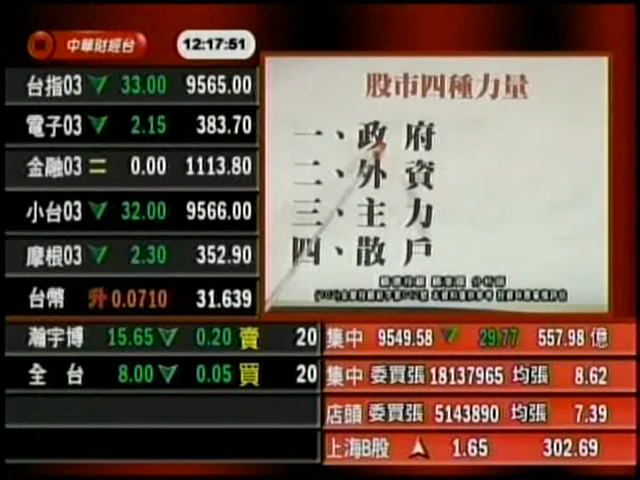 中華財經台 12:17:51
台指03 33.00 9565.00
電子03 2.15 383.70
金融03 0.00 1113.80
小台03 32.00 9566.00
摩根03 2.30 352.90
台幣 升 0.0710 31.639
股市四種力量
一、政府
二、外資
三、主力
四、散戶
瀚宇博 15.65 0.20 賣 20
全台 8.00 0.05 買 20
集中 9549.58 29.77 557.98 億
集中 委買張 18137965 均張 8.62
店頭 委買張 5143890 均張 7.39
上海B股 1.65 302.69